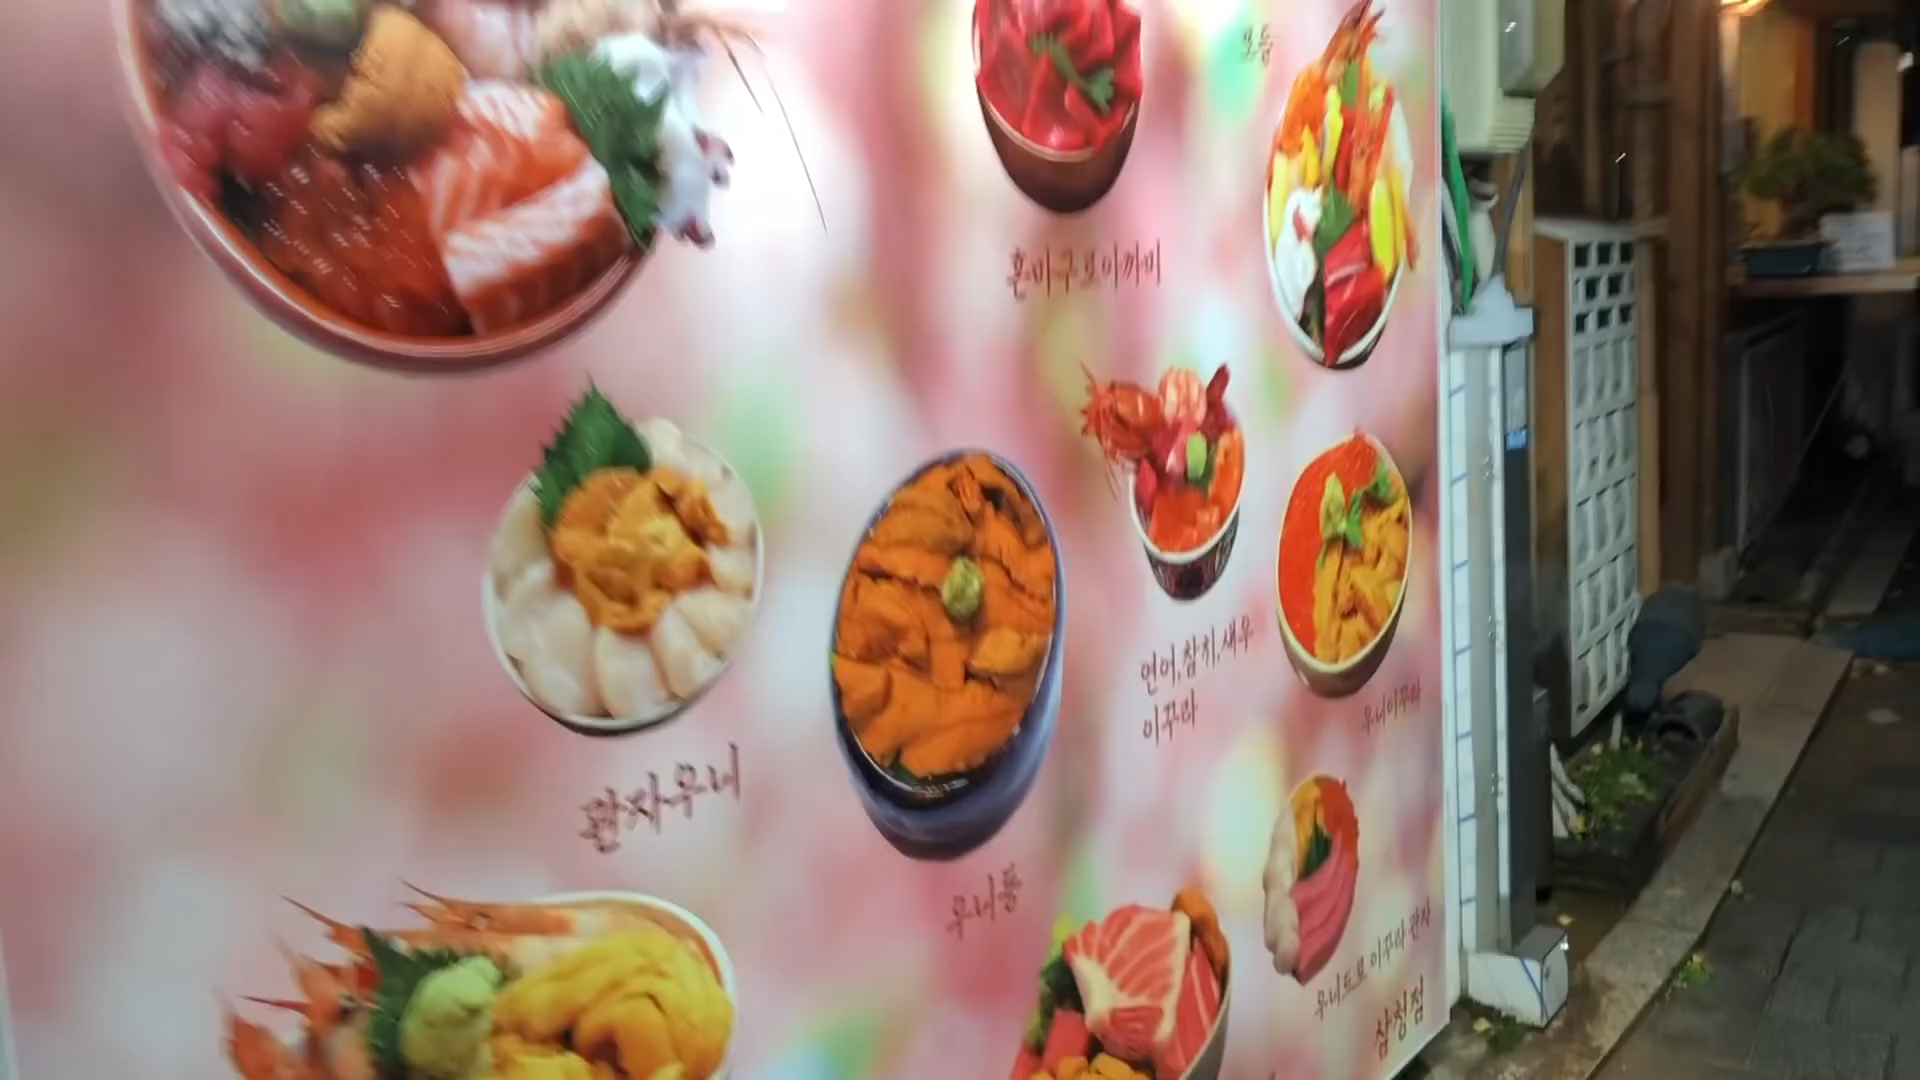 모듬
혼마구로아까미
연어,참치,새우
이꾸라
우니이꾸라
관자우니
우니동
우니도로이꾸라관자
삼청점